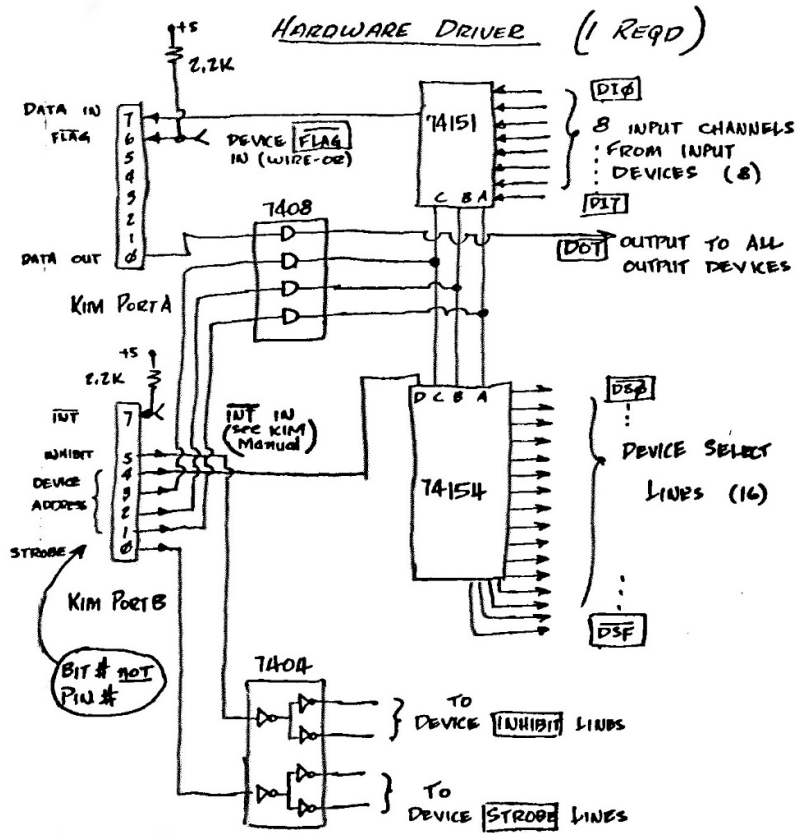 HARDWARE DRIVER (1 REQD)
+5
2.2K
DATA IN
FLAG
7
6
5
4
3
2
1
0
DEVICE FLAG
IN (WIRE-OR)
74151
C B A
DIØ
8 INPUT CHANNELS
FROM INPUT
DEVICES (8)
DI7
7408
DATA OUT
DOT OUTPUT TO ALL
OUTPUT DEVICES
KIM PORT A
+5
2.2K
INT
7
INT IN
(see KIM
Manual)
D C B A
DSØ
INHIBIT
5
DEVICE
ADDRESS
4
3
2
1
STROBE
Ø
74154
DEVICE SELECT
LINES (16)
KIM PORT B
DSF
BIT # NOT
PIN #
7404
TO
DEVICE INHIBIT LINES
TO
DEVICE STROBE LINES